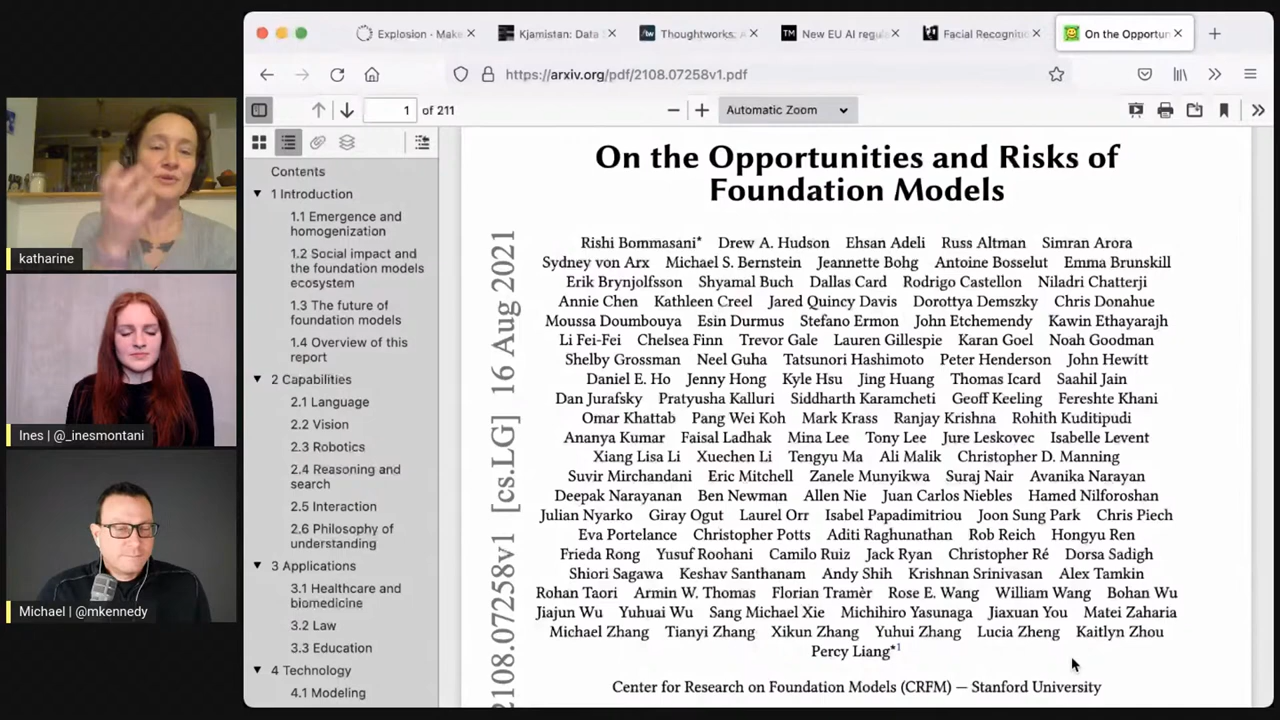 katharine
Ines | @_inesmontani
Michael | @mkennedy
Explosion - Make
Kjamistan: Data
Thoughtworks:
New EU AI regul
Facial Recogniti
On the Opportun
https://arxiv.org/pdf/2108.07258v1.pdf
1 of 211
Automatic Zoom
Contents
1 Introduction
1.1 Emergence and
homogenization
1.2 Social impact and
the foundation models
ecosystem
1.3 The future of
foundation models
1.4 Overview of this
report
2 Capabilities
2.1 Language
2.2 Vision
2.3 Robotics
2.4 Reasoning and
search
2.5 Interaction
2.6 Philosophy of
understanding
3 Applications
3.1 Healthcare and
biomedicine
3.2 Law
3.3 Education
4 Technology
4.1 Modeling
2108.07258v1 [cs.LG] 16 Aug 2021
On the Opportunities and Risks of
Foundation Models
Rishi Bommasani* Drew A. Hudson Ehsan Adeli Russ Altman Simran Arora
Sydney von Arx Michael S. Bernstein Jeannette Bohg Antoine Bosselut Emma Brunskill
Erik Brynjolfsson Shyamal Buch Dallas Card Rodrigo Castellon Niladri Chatterji
Annie Chen Kathleen Creel Jared Quincy Davis Dorottya Demszky Chris Donahue
Moussa Doumbouya Esin Durmus Stefano Ermon John Etchemendy Kawin Ethayarajh
Li Fei-Fei Chelsea Finn Trevor Gale Lauren Gillespie Karan Goel Noah Goodman
Shelby Grossman Neel Guha Tatsunori Hashimoto Peter Henderson John Hewitt
Daniel E. Ho Jenny Hong Kyle Hsu Jing Huang Thomas Icard Saahil Jain
Dan Jurafsky Pratyusha Kalluri Siddharth Karamcheti Geoff Keeling Fereshte Khani
Omar Khattab Pang Wei Koh Mark Krass Ranjay Krishna Rohith Kuditipudi
Ananya Kumar Faisal Ladhak Mina Lee Tony Lee Jure Leskovec Isabelle Levent
Xiang Lisa Li Xuechen Li Tengyu Ma Ali Malik Christopher D. Manning
Suvir Mirchandani Eric Mitchell Zanele Munyikwa Suraj Nair Avanika Narayan
Deepak Narayanan Ben Newman Allen Nie Juan Carlos Niebles Hamed Nilforoshan
Julian Nyarko Giray Ogut Laurel Orr Isabel Papadimitriou Joon Sung Park Chris Piech
Eva Portelance Christopher Potts Aditi Raghunathan Rob Reich Hongyu Ren
Frieda Rong Yusuf Roohani Camilo Ruiz Jack Ryan Christopher Ré Dorsa Sadigh
Shiori Sagawa Keshav Santhanam Andy Shih Krishnan Srinivasan Alex Tamkin
Rohan Taori Armin W. Thomas Florian Tramèr Rose E. Wang William Wang Bohan Wu
Jiajun Wu Yuhuai Wu Sang Michael Xie Michihiro Yasunaga Jiaxuan You Matei Zaharia
Michael Zhang Tianyi Zhang Xikun Zhang Yuhui Zhang Lucia Zheng Kaitlyn Zhou
Percy Liang*1
Center for Research on Foundation Models (CRFM) — Stanford University